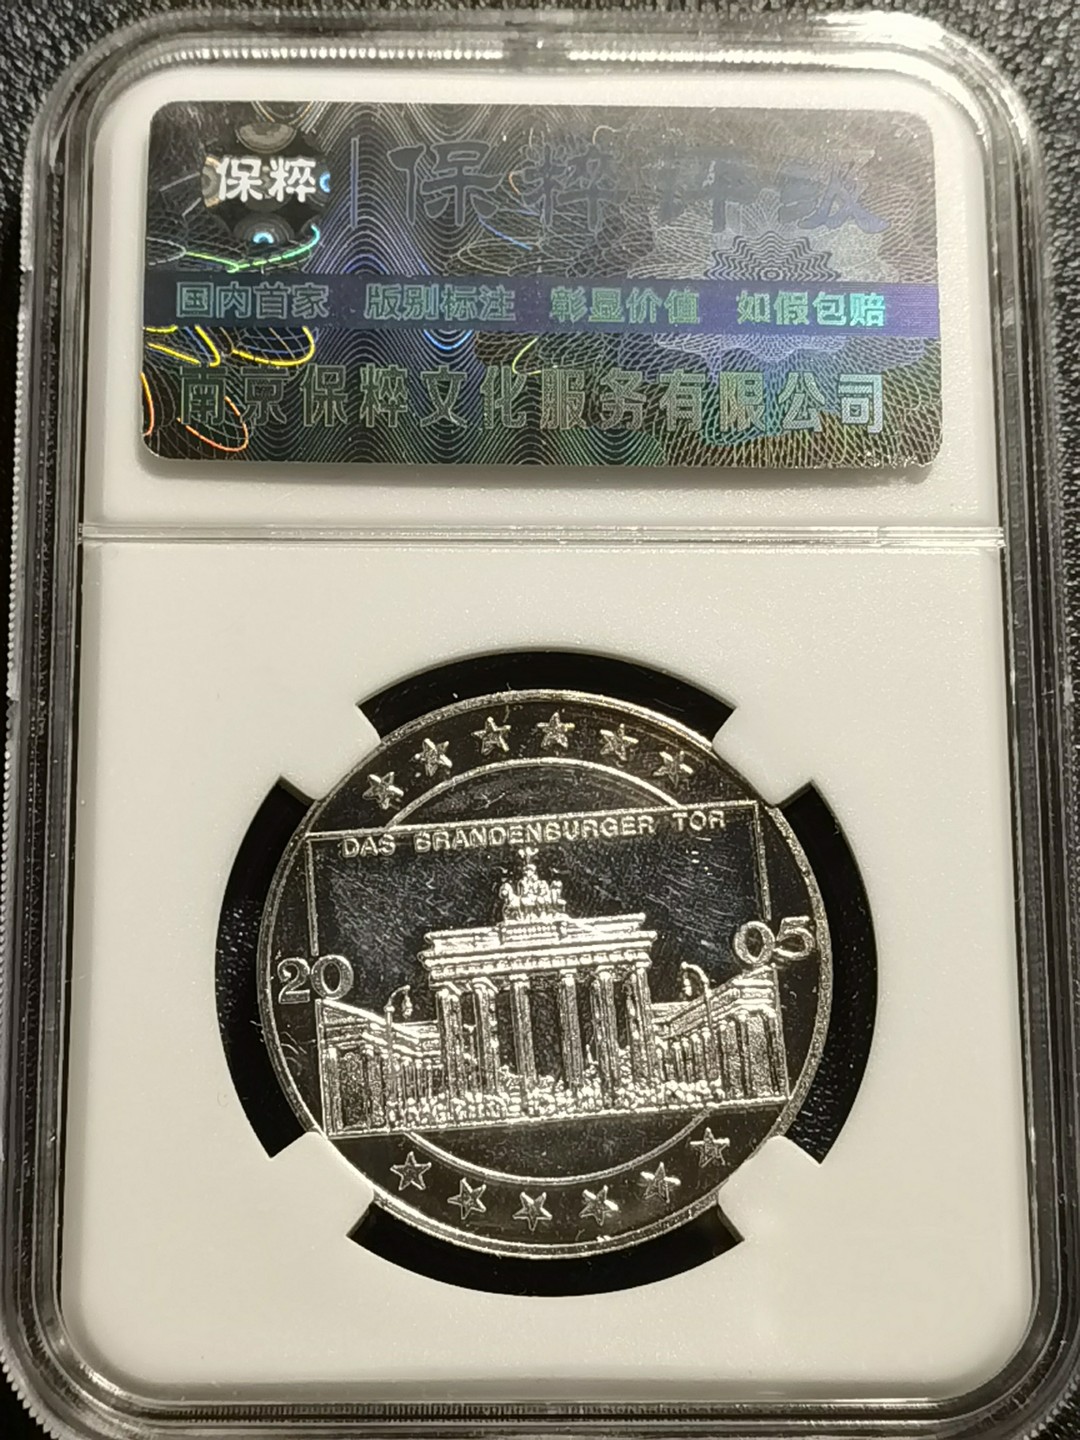 保粹 保粹评级
国内首家 版别标注 彰显价值 如假包赔
南京保粹文化服务有限公司
DAS BRANDENBURGER TOR
20 05